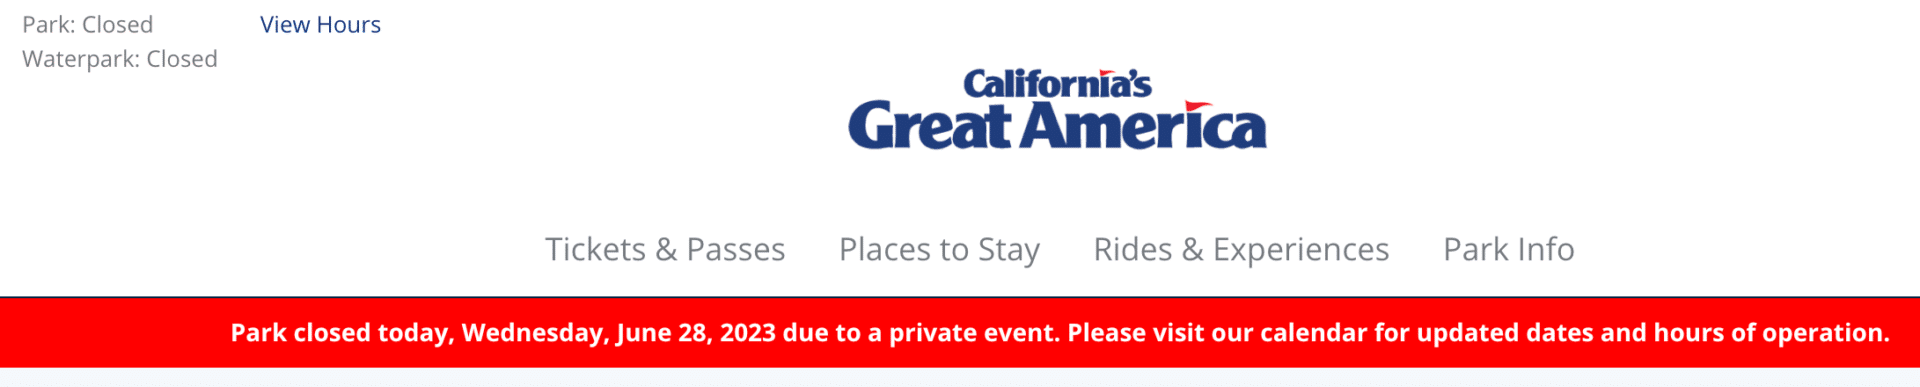 Park: Closed
View Hours
Waterpark: Closed
California's
Great America
Tickets & Passes
Places to Stay
Rides & Experiences
Park Info
Park closed today, Wednesday, June 28, 2023 due to a private event. Please visit our calendar for updated dates and hours of operation.